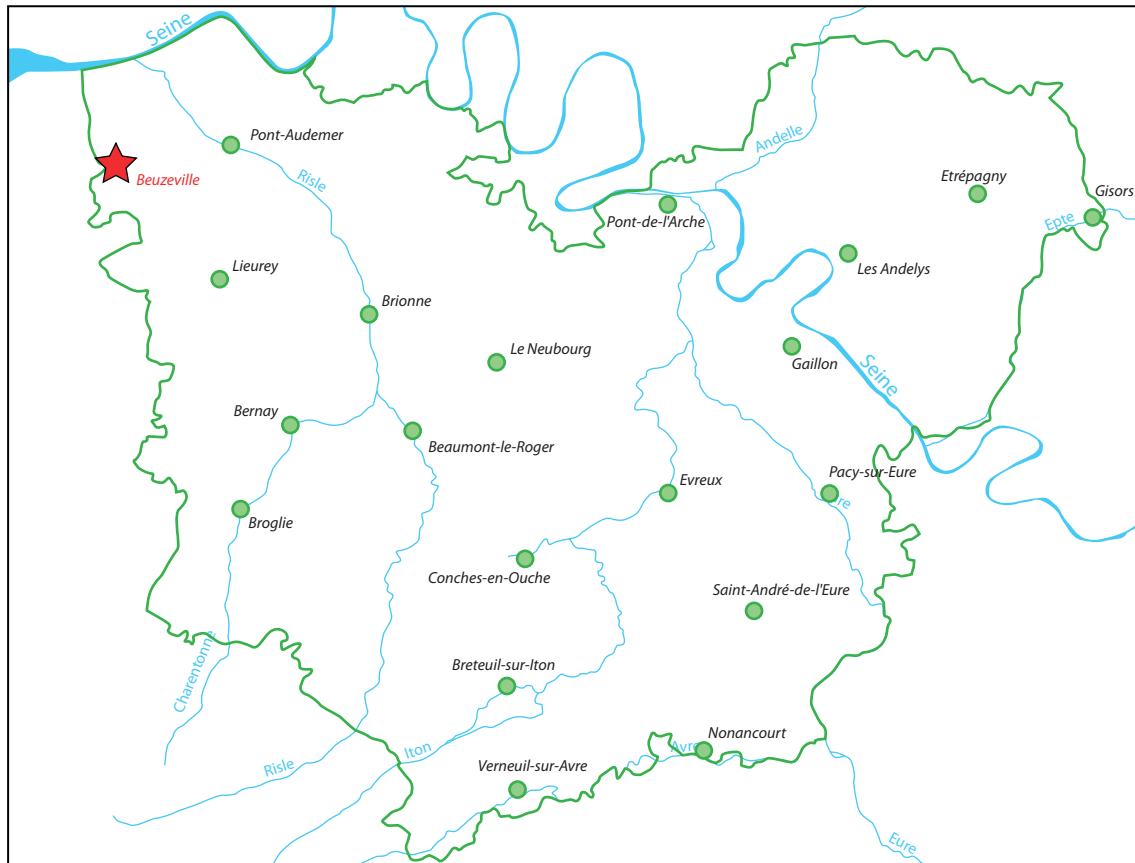 Seine
Pont-Audemer
Andelle
Beuzeville
Risle
Etrépagny
Gisors
Pont-de-l'Arche
Epte
Lieurey
Les Andelys
Brionne
Le Neubourg
Gaillon
Seine
Bernay
Beaumont-le-Roger
Evreux
Pacy-sur-Eure
Eure
Broglie
Conches-en-Ouche
Saint-André-de-l'Eure
Charentonne
Breteuil-sur-Iton
Nonancourt
Avre
Iton
Risle
Verneuil-sur-Avre
Eure